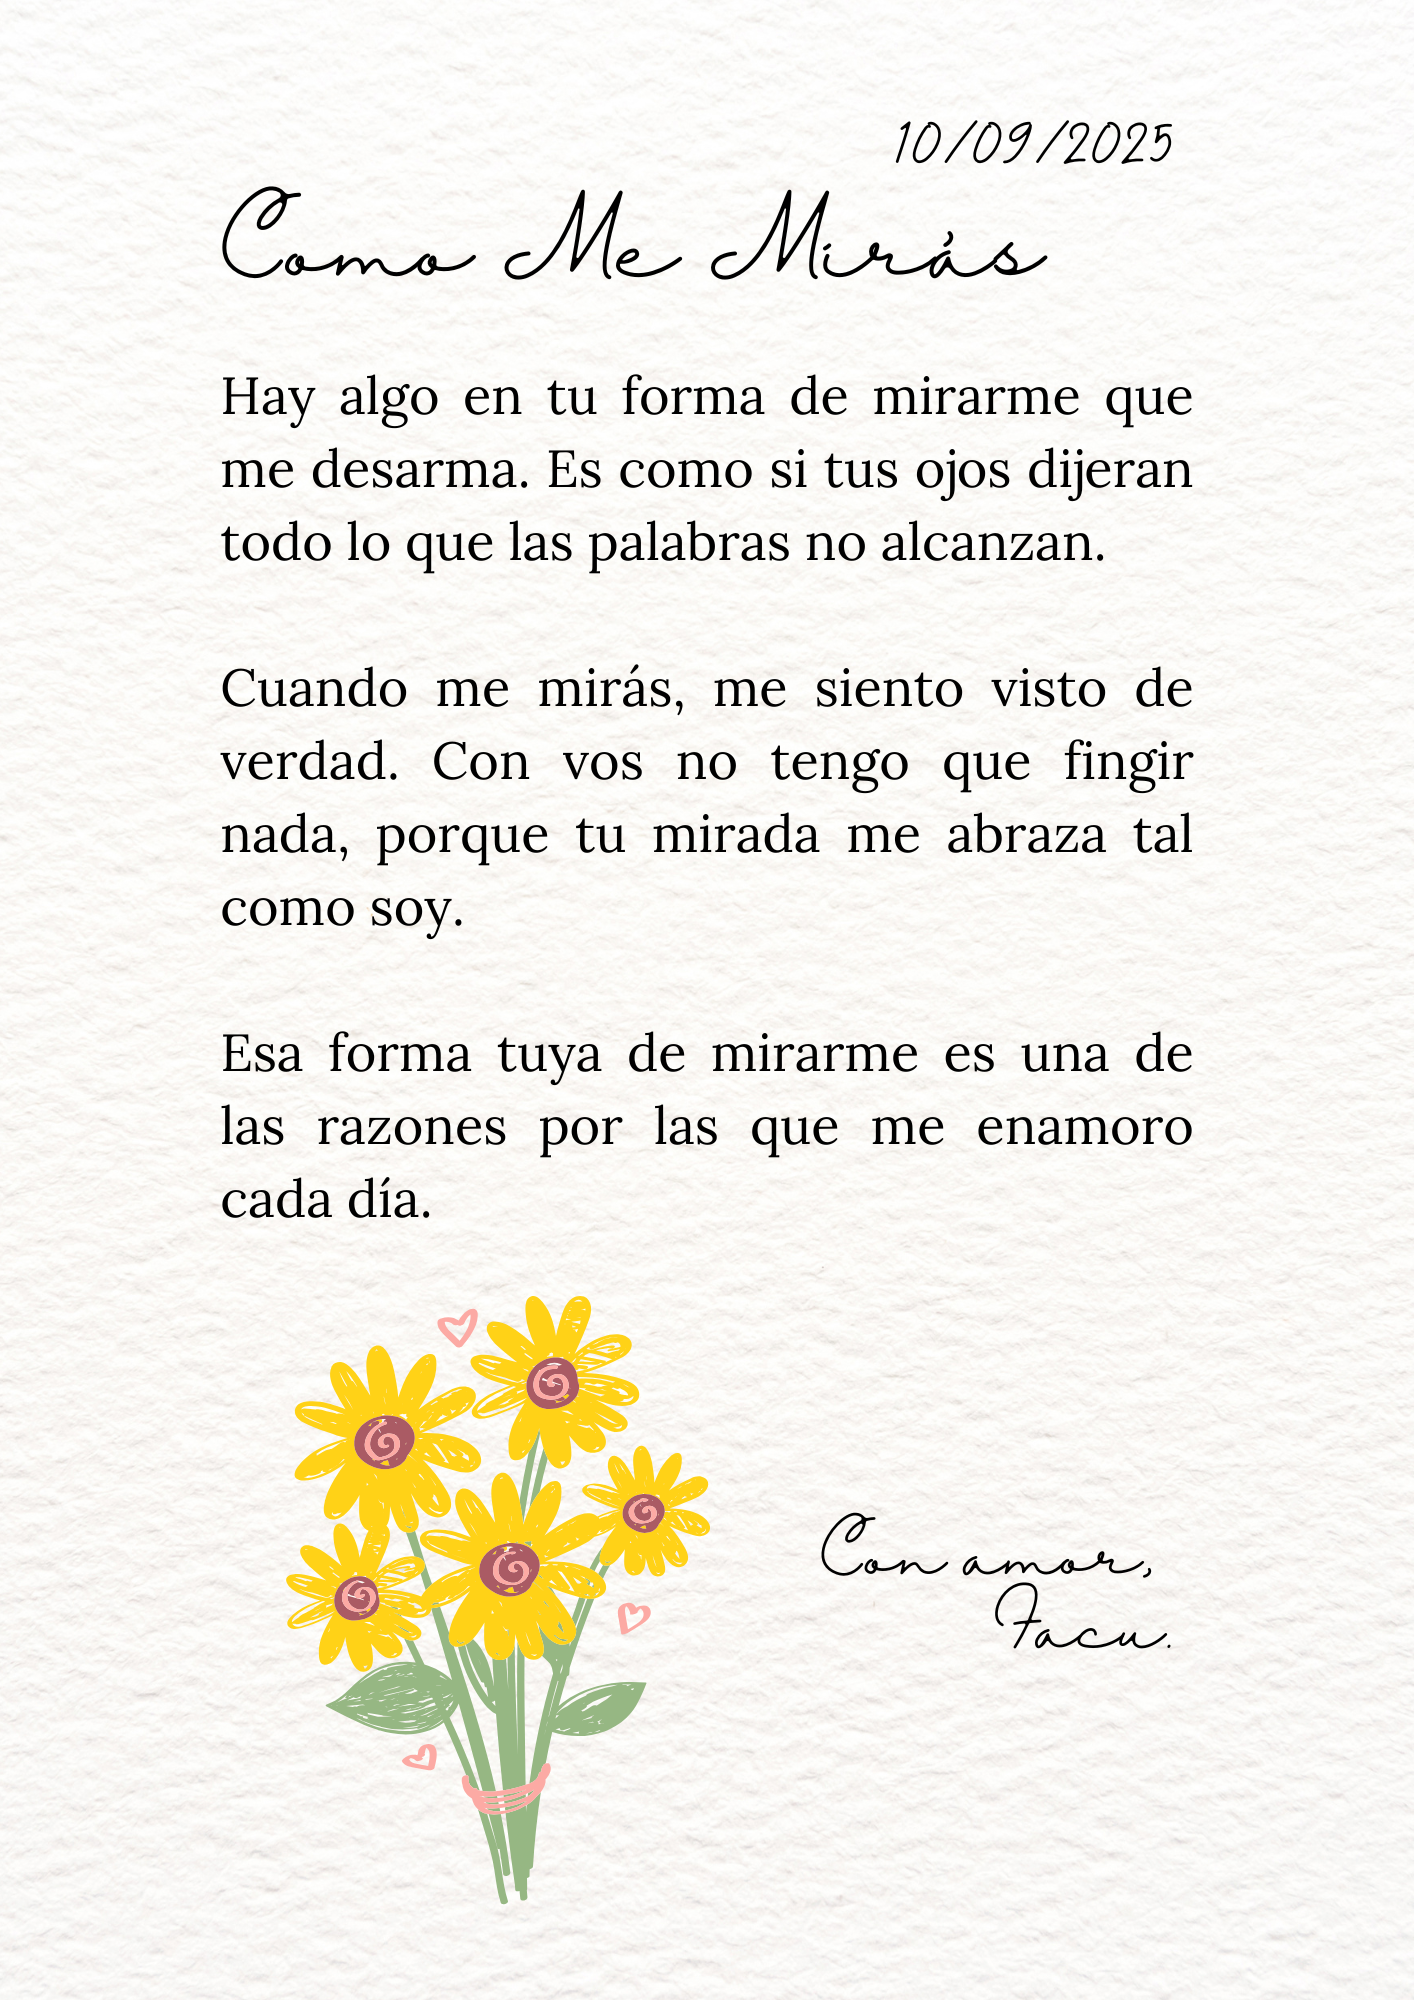 10/09/2025
Como Me Mirás
Hay algo en tu forma de mirarme que
me desarma. Es como si tus ojos dijeran
todo lo que las palabras no alcanzan.
Cuando me mirás, me siento visto de
verdad. Con vos no tengo que fingir
nada, porque tu mirada me abraza tal
como soy.
Esa forma tuya de mirarme es una de
las razones por las que me enamoro
cada día.
Con amor,
Facu.